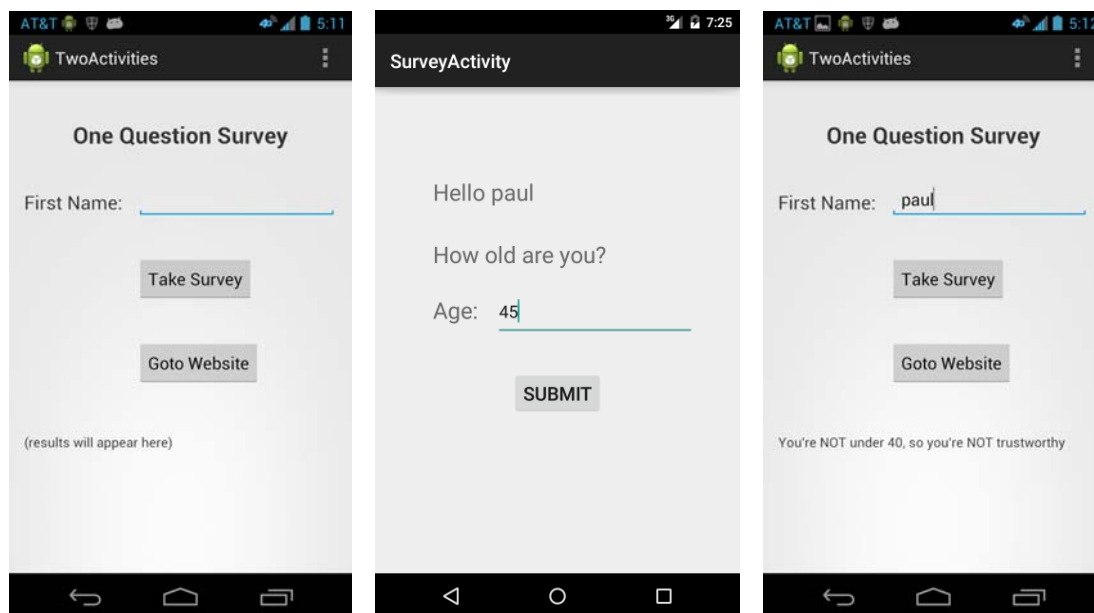 AT&T 5:11
TwoActivities
One Question Survey
First Name:
Take Survey
Goto Website
(results will appear here)
3G 7:25
SurveyActivity
Hello paul
How old are you?
Age: 45
SUBMIT
AT&T 5:12
TwoActivities
One Question Survey
First Name: paul
Take Survey
Goto Website
You're NOT under 40, so you're NOT trustworthy